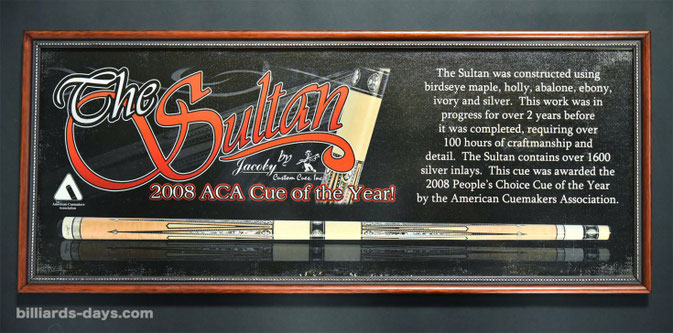 The
Sultan
by
Jacoby
Custom Cues Inc.
2008 ACA Cue of the Year!
The American Cuemakers
Association
The Sultan was constructed using
birdseye maple, holly, abalone, ebony,
ivory and silver. This work was in
progress for over 2 years before
it was completed, requiring over
100 hours of craftmanship and
detail. The Sultan contains over 1600
silver inlays. This cue was awarded the
2008 People's Choice Cue of the Year
by the American Cuemakers Association.
billiards-days.com